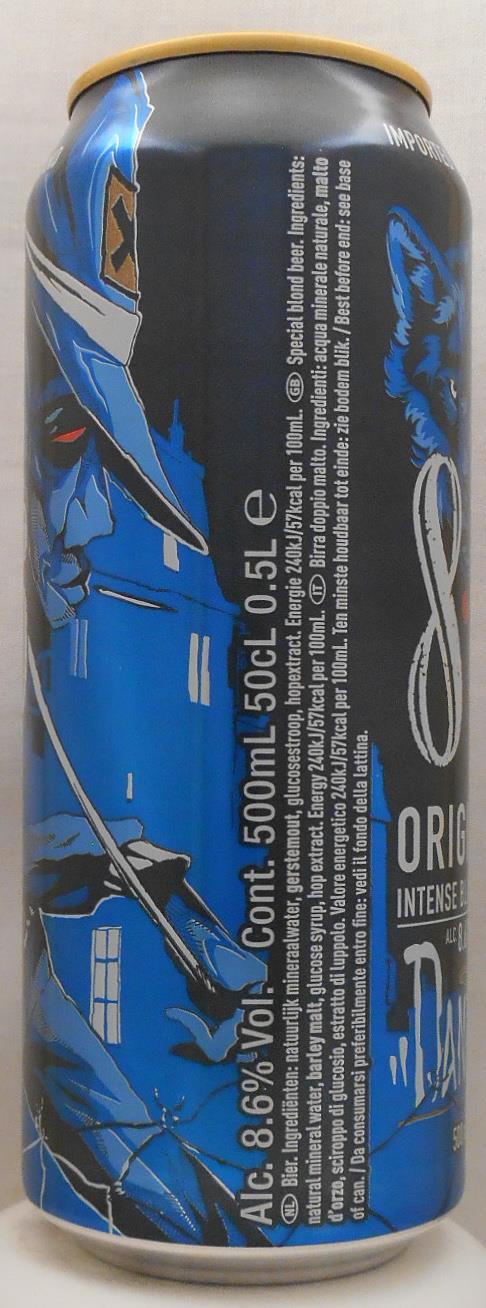 Alc. 8.6% Vol. Cont. 500mL 50cL 0.5L ℮
NL Bier. Ingrediënten: natuurlijk mineraalwater, gerstemout, glucosestroop, hopextract. Energie 240kJ/57kcal per 100mL. GB Special blond beer. Ingredients:
natural mineral water, barley malt, glucose syrup, hop extract. Energy 240kJ/57kcal per 100mL. IT Birra doppio malto. Ingredienti: acqua minerale naturale, malto
d'orzo, sciroppo di glucosio, estratto di luppolo. Valore energetico 240kJ/57kcal per 100mL. Ten minste houdbaar tot einde: zie bodem blik. / Best before end: see base
of can. / Da consumarsi preferibilmente entro fine: vedi il fondo della lattina.
8
ORIG
INTENSE
ALC.